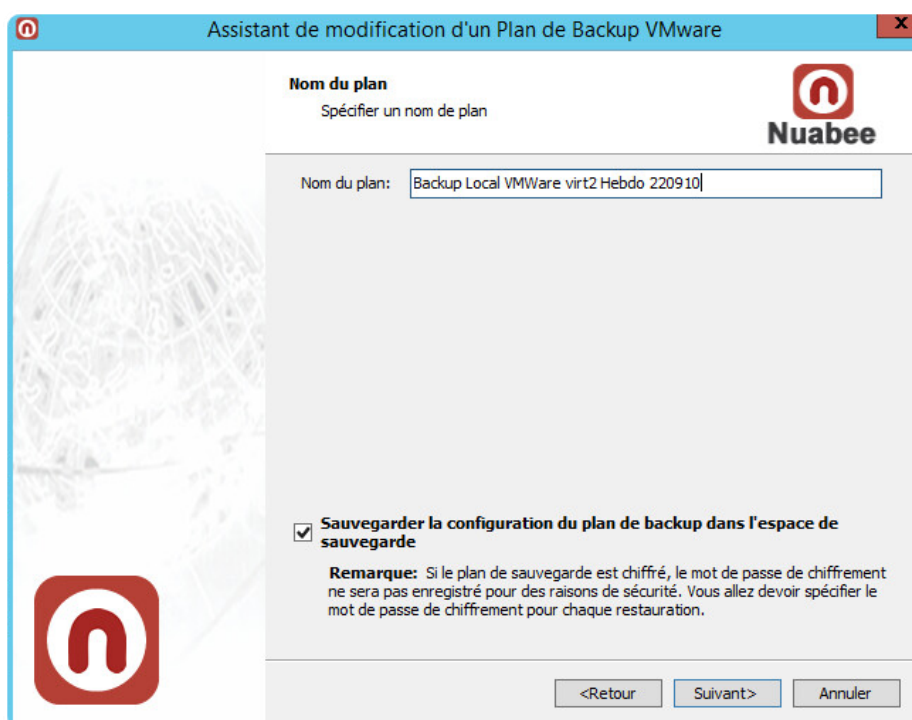 Assistant de modification d'un Plan de Backup VMware
x
Nom du plan
Spécifier un nom de plan
Nuabee
Nom du plan: Backup Local VMWare virt2 Hebdo 220910
Sauvegarder la configuration du plan de backup dans l'espace de
sauvegarde
Remarque: Si le plan de sauvegarde est chiffré, le mot de passe de chiffrement
ne sera pas enregistré pour des raisons de sécurité. Vous allez devoir spécifier le
mot de passe de chiffrement pour chaque restauration.
<Retour Suivant> Annuler